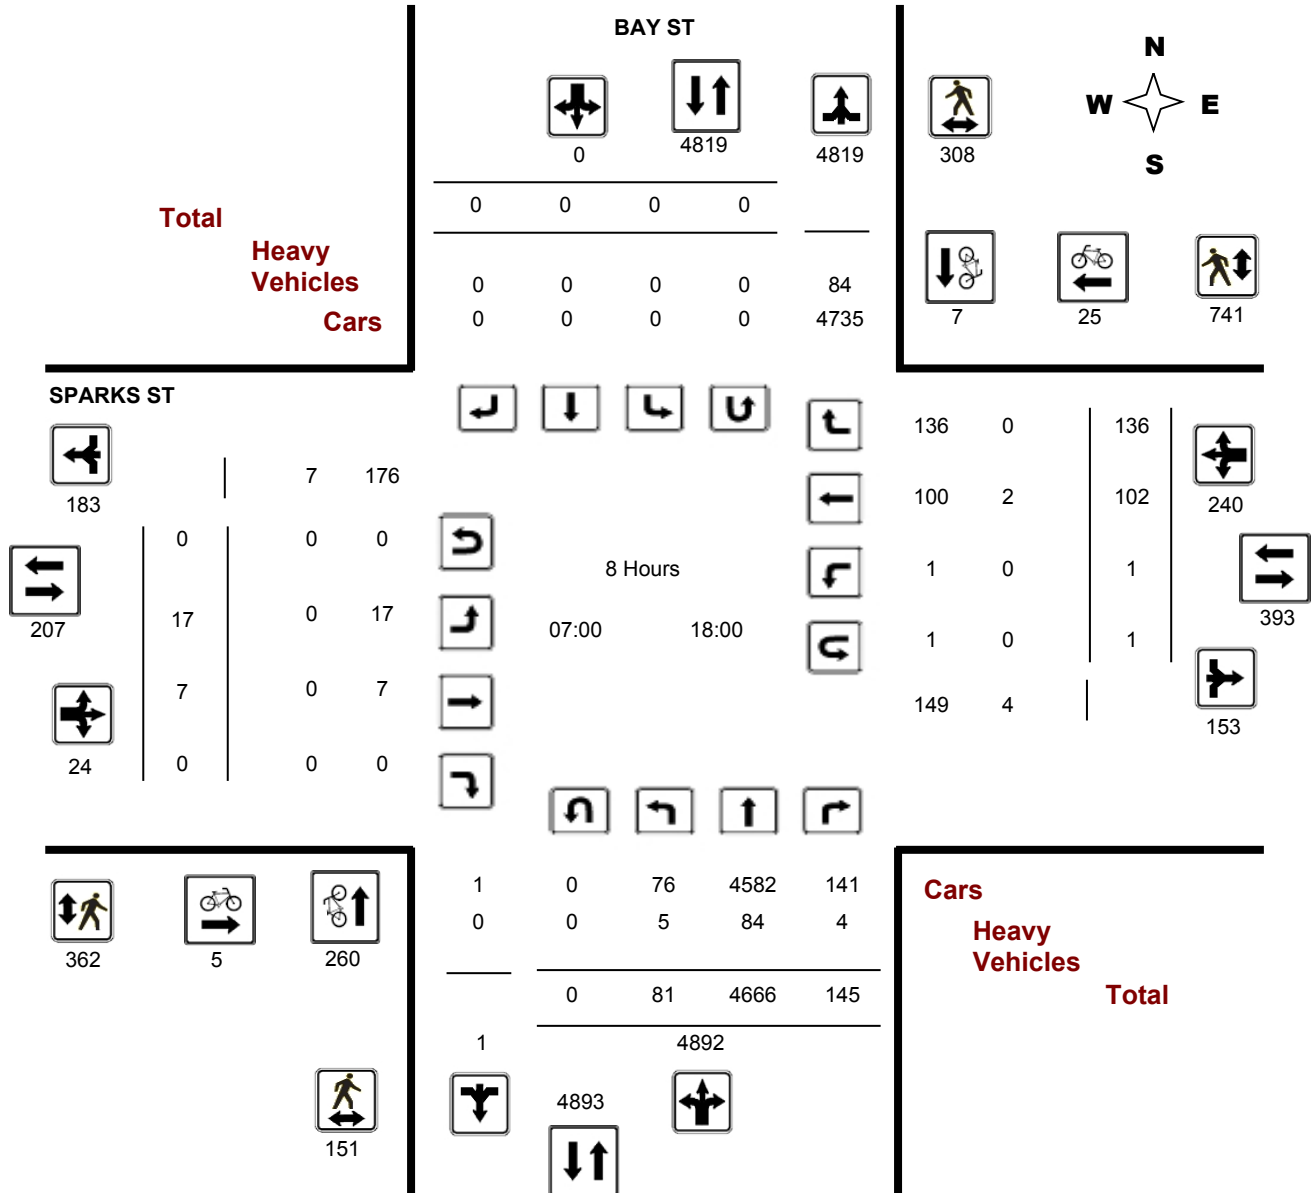 BAY ST
N
W E
S
0 4819 4819 308
Total
0 0 0 0
Heavy
Vehicles
0 0 0 0 84
Cars
0 0 0 0 4735
7 25 741
SPARKS ST
136 0 136
7 176
183
100 2 102
240
0 0 0
8 Hours
1 0 1
393
17 0 17
207
07:00 18:00
1 0 1
7 0 7
149 4
153
24
0 0 0
1 0 76 4582 141
Cars
0 0 5 84 4
Heavy
Vehicles
362 5 260
0 81 4666 145
Total
1 4892
4893
151